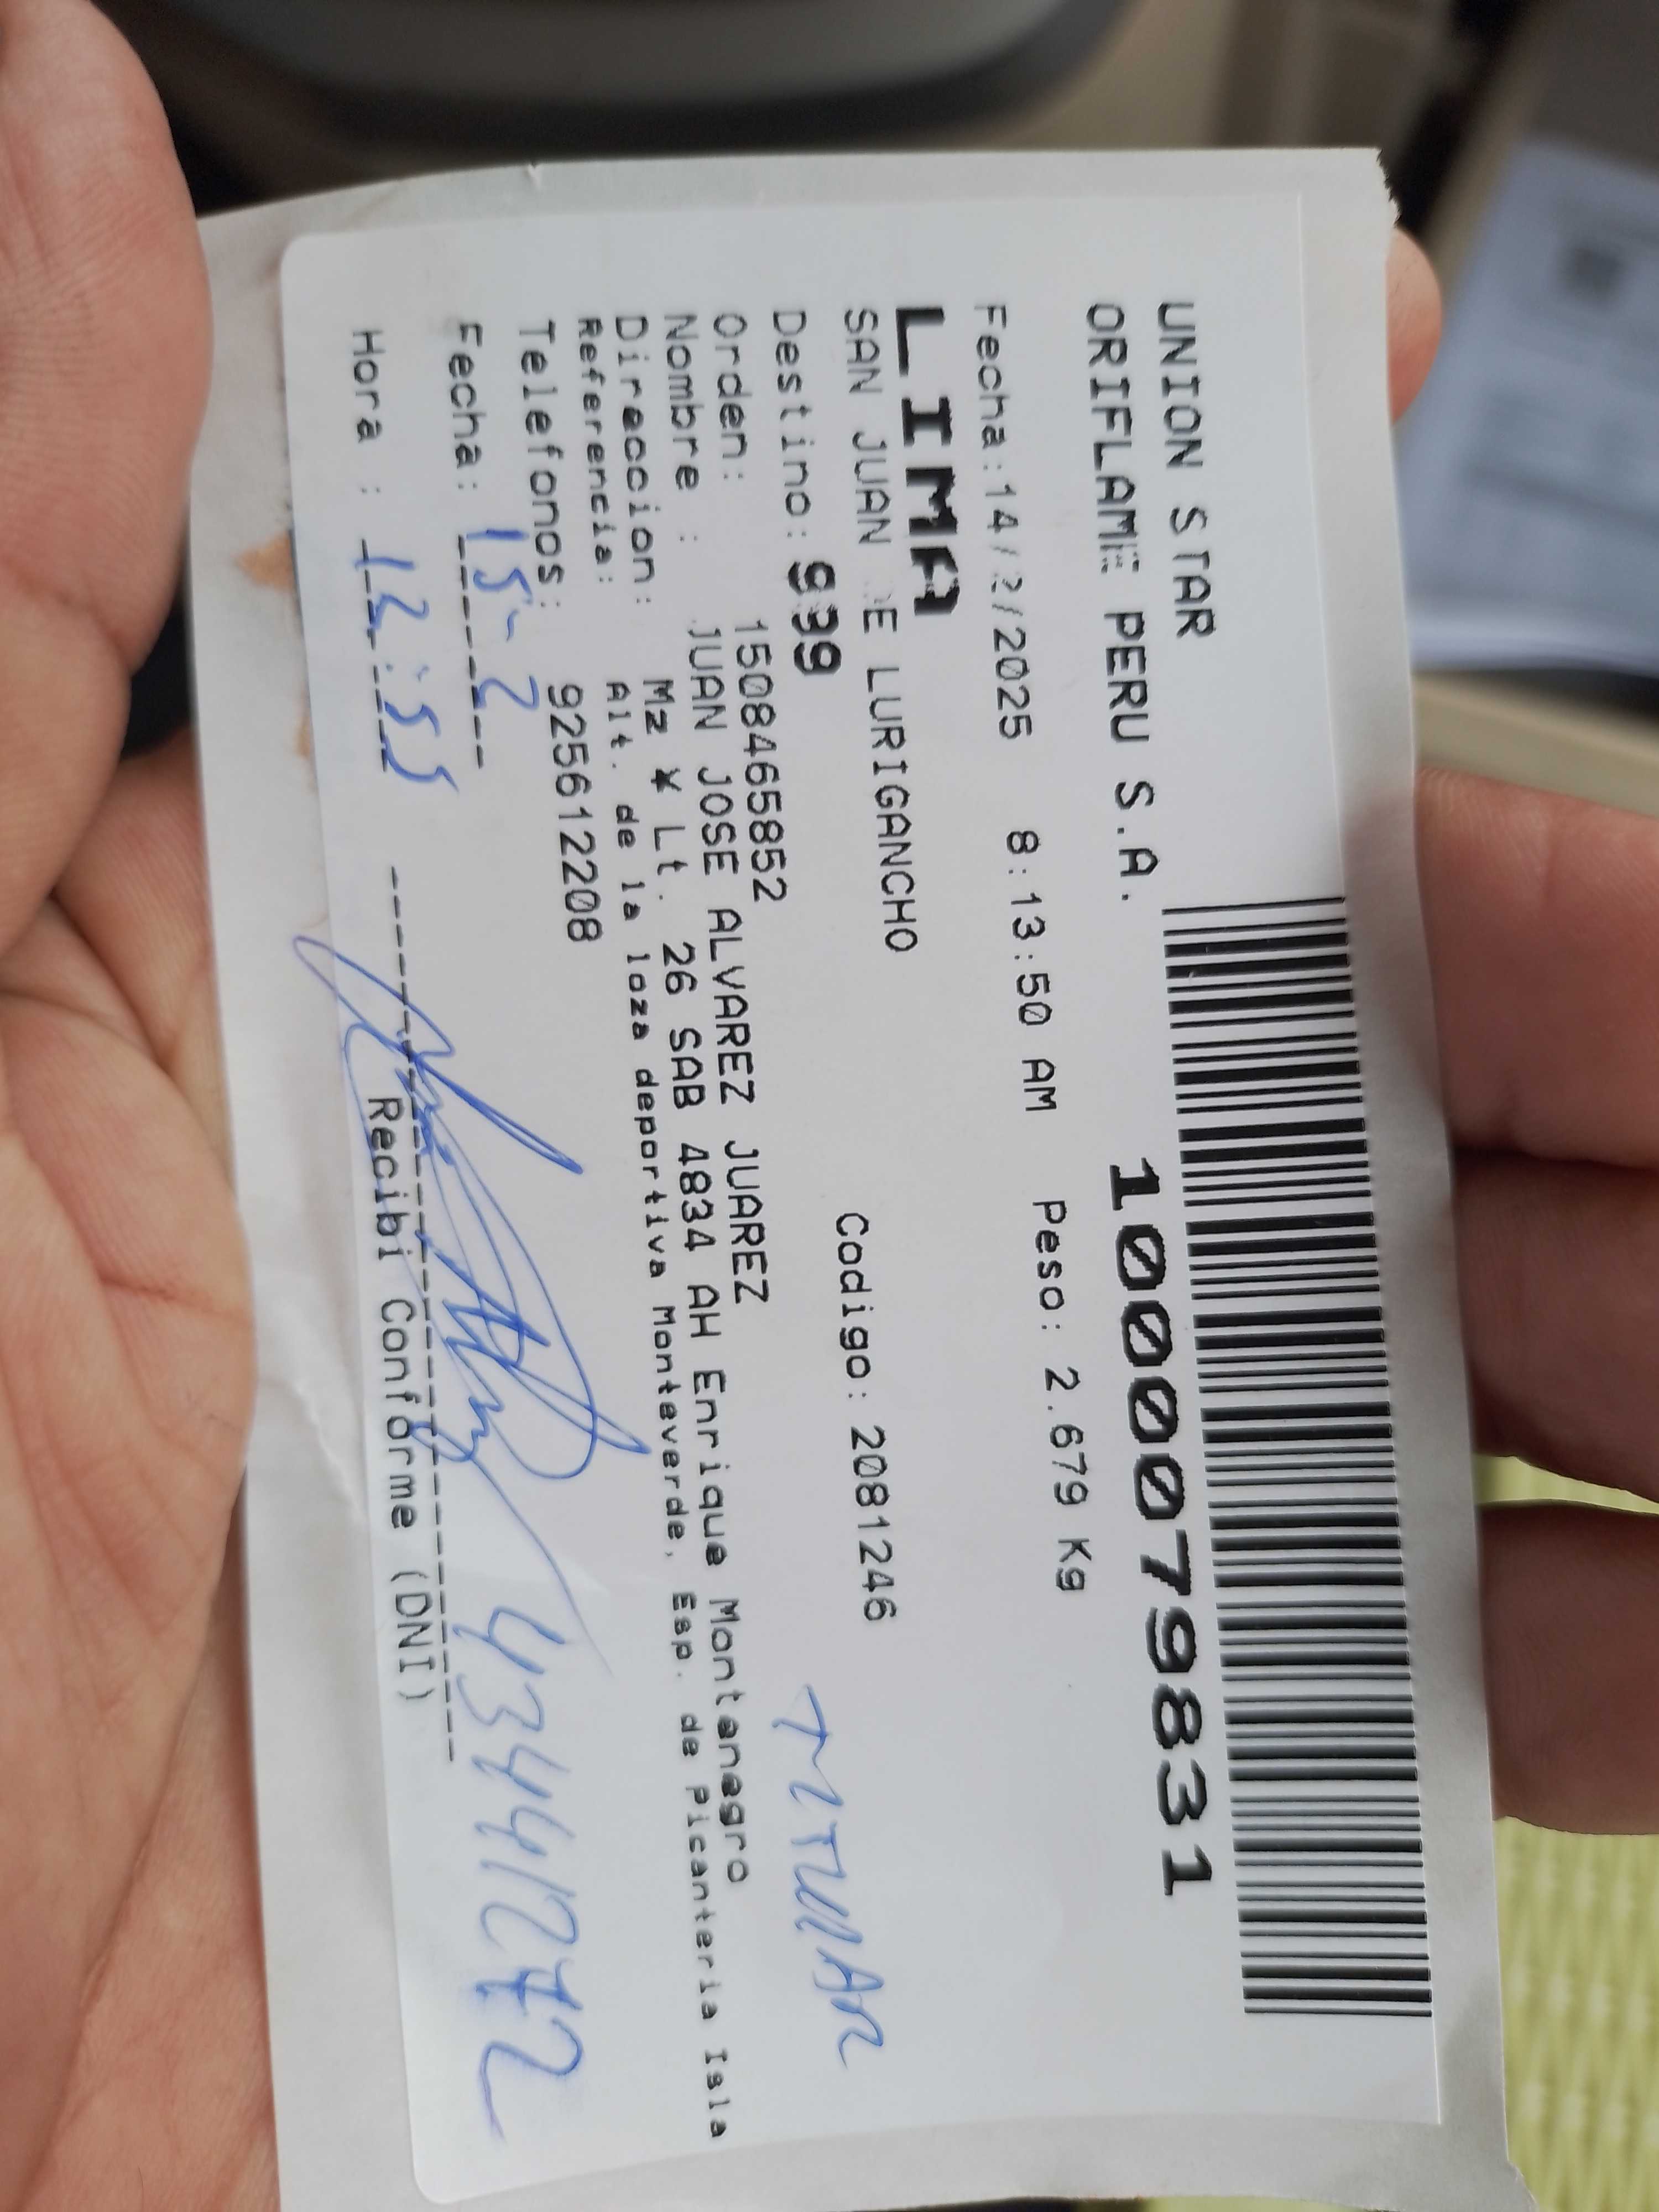 UNION STAR
ORIFLAME PERU S.A.
1000079831
Fecha:14/2/2025 8:13:50 AM Peso: 2.679 Kg
LIMA
SAN JUAN DE LURIGANCHO Codigo: 2081246
Destino: 999
TITULAR
Orden: 1508465852
Nombre : JUAN JOSE ALVAREZ JUAREZ
Direccion: Mz ¥ Lt. 26 SAB 4834 AH Enrique Montenegro
Referencia: Alt. de la loza deportiva Monteverde, Esp. de Picanteria Isla
Telefonos: 925612208
Fecha: 15-2
Hora : 12:55
43441272
Recibi Conforme (DNI)